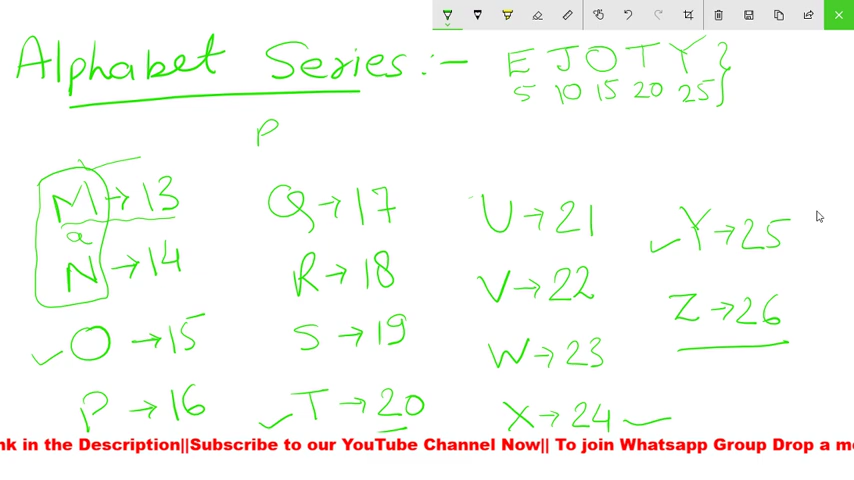 Alphabet Series :-
E J O T Y }
5 10 15 20 25 }
P
M → 13
a
N → 14
O → 15
P → 16
Q → 17
R → 18
S → 19
T → 20
U → 21
V → 22
W → 23
X → 24
Y → 25
Z → 26
nk in the Description||Subscribe to our YouTube Channel Now|| To join Whatsapp Group Drop a me